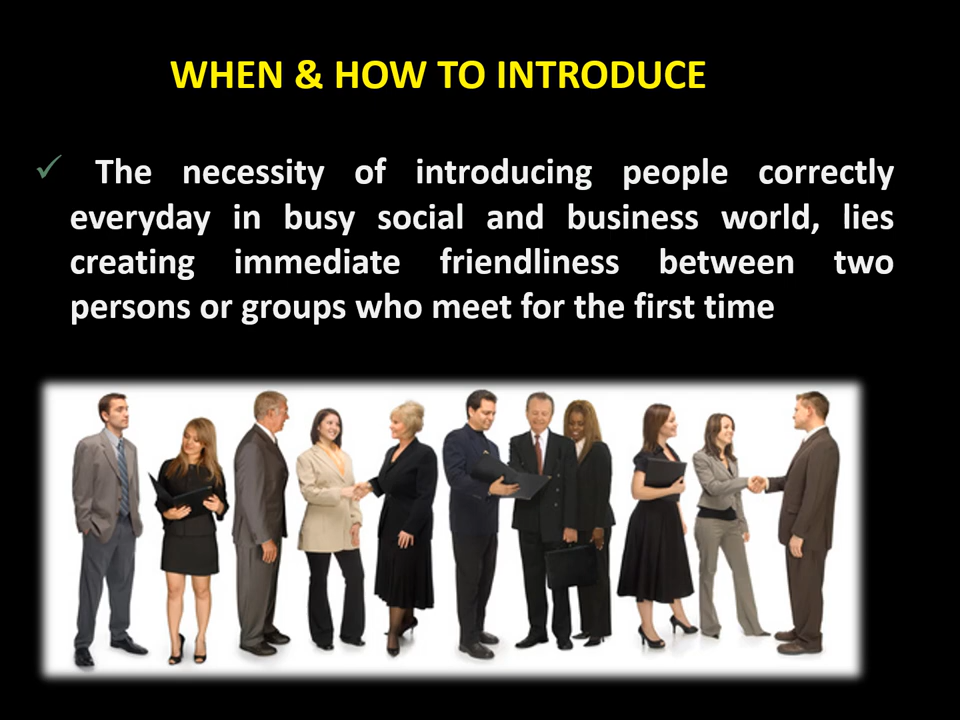 WHEN & HOW TO INTRODUCE
✓ The necessity of introducing people correctly
everyday in busy social and business world, lies
creating immediate friendliness between two
persons or groups who meet for the first time